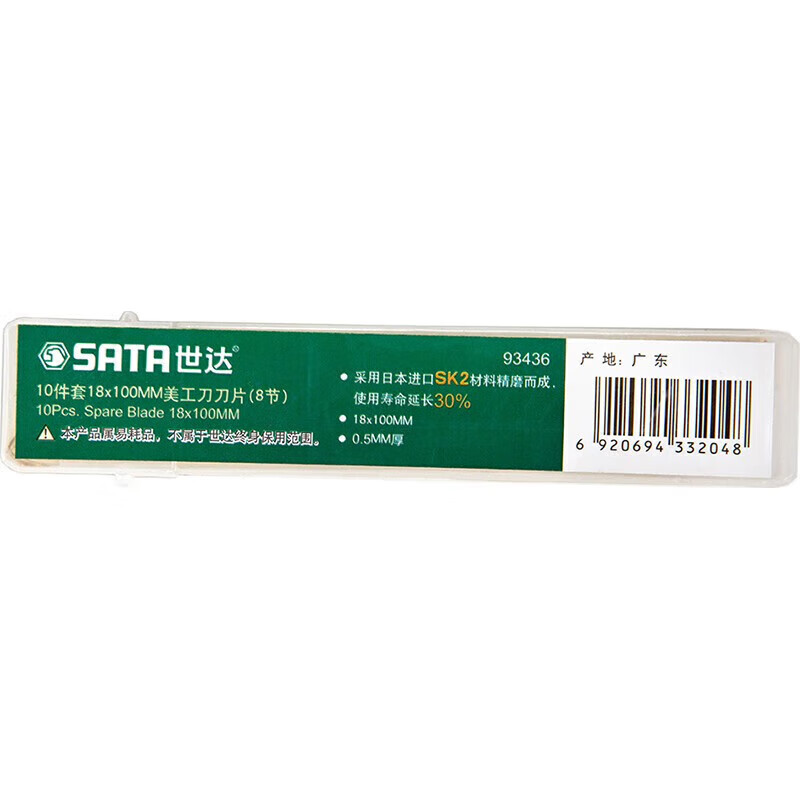 SATA世达®
10件套18x100MM美工刀刀片(8节)
10Pcs. Spare Blade 18x100MM
本产品属易耗品，不属于世达终身保用范围。
93436
● 采用日本进口SK2材料精磨而成，
使用寿命延长30%
● 18x100MM
● 0.5MM厚
产 地: 广 东
6 920694 332048